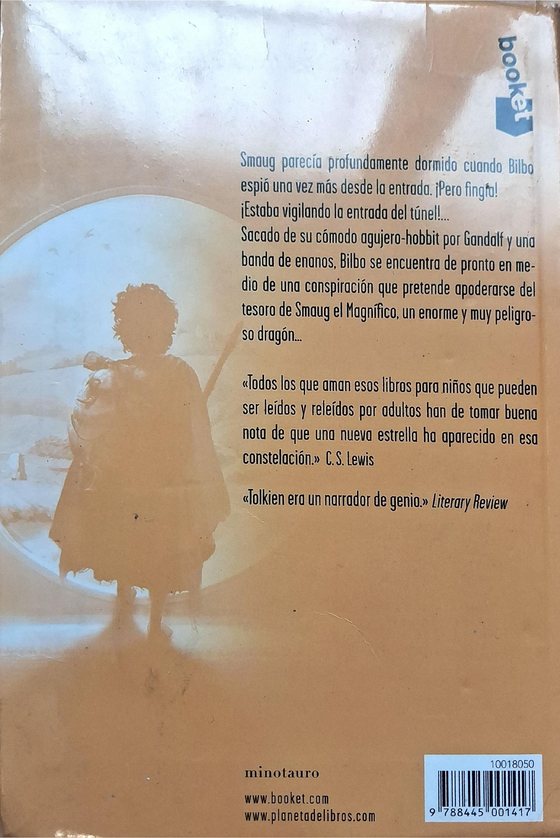 booket
Smaug parecía profundamente dormido cuando Bilbo
espió una vez más desde la entrada. ¡Pero fingía!
¡Estaba vigilando la entrada del túnel!...
Sacado de su cómodo agujero-hobbit por Gandalf y una
banda de enanos, Bilbo se encuentra de pronto en me-
dio de una conspiración que pretende apoderarse del
tesoro de Smaug el Magnífico, un enorme y muy peligro-
so dragón...
«Todos los que aman esos libros para niños que pueden
ser leídos y releídos por adultos han de tomar buena
nota de que una nueva estrella ha aparecido en esa
constelación.» C. S. Lewis
«Tolkien era un narrador de genio.» Literary Review
minotauro
www.booket.com
www.planetadelibros.com
10018050
9 788445 001417